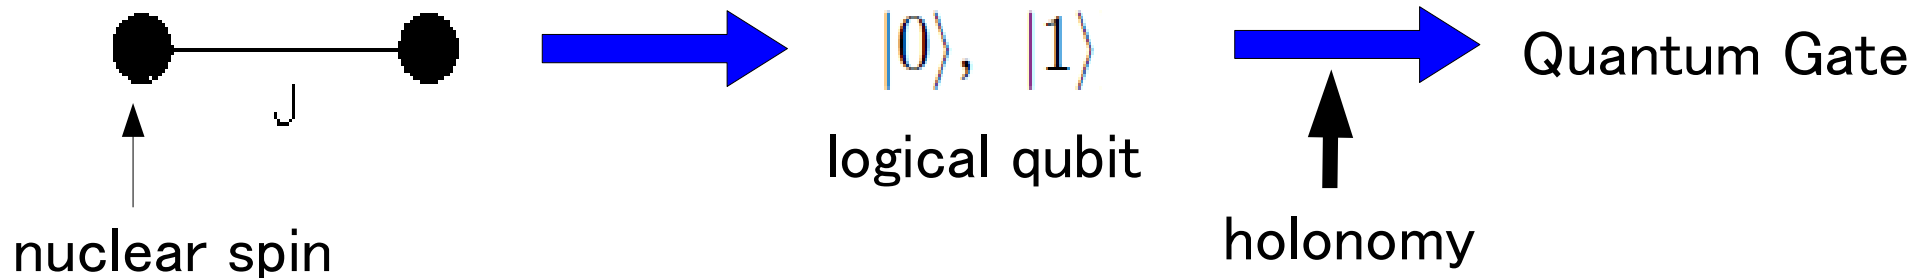 J
nuclear spin
|0⟩, |1⟩
logical qubit
holonomy
Quantum Gate